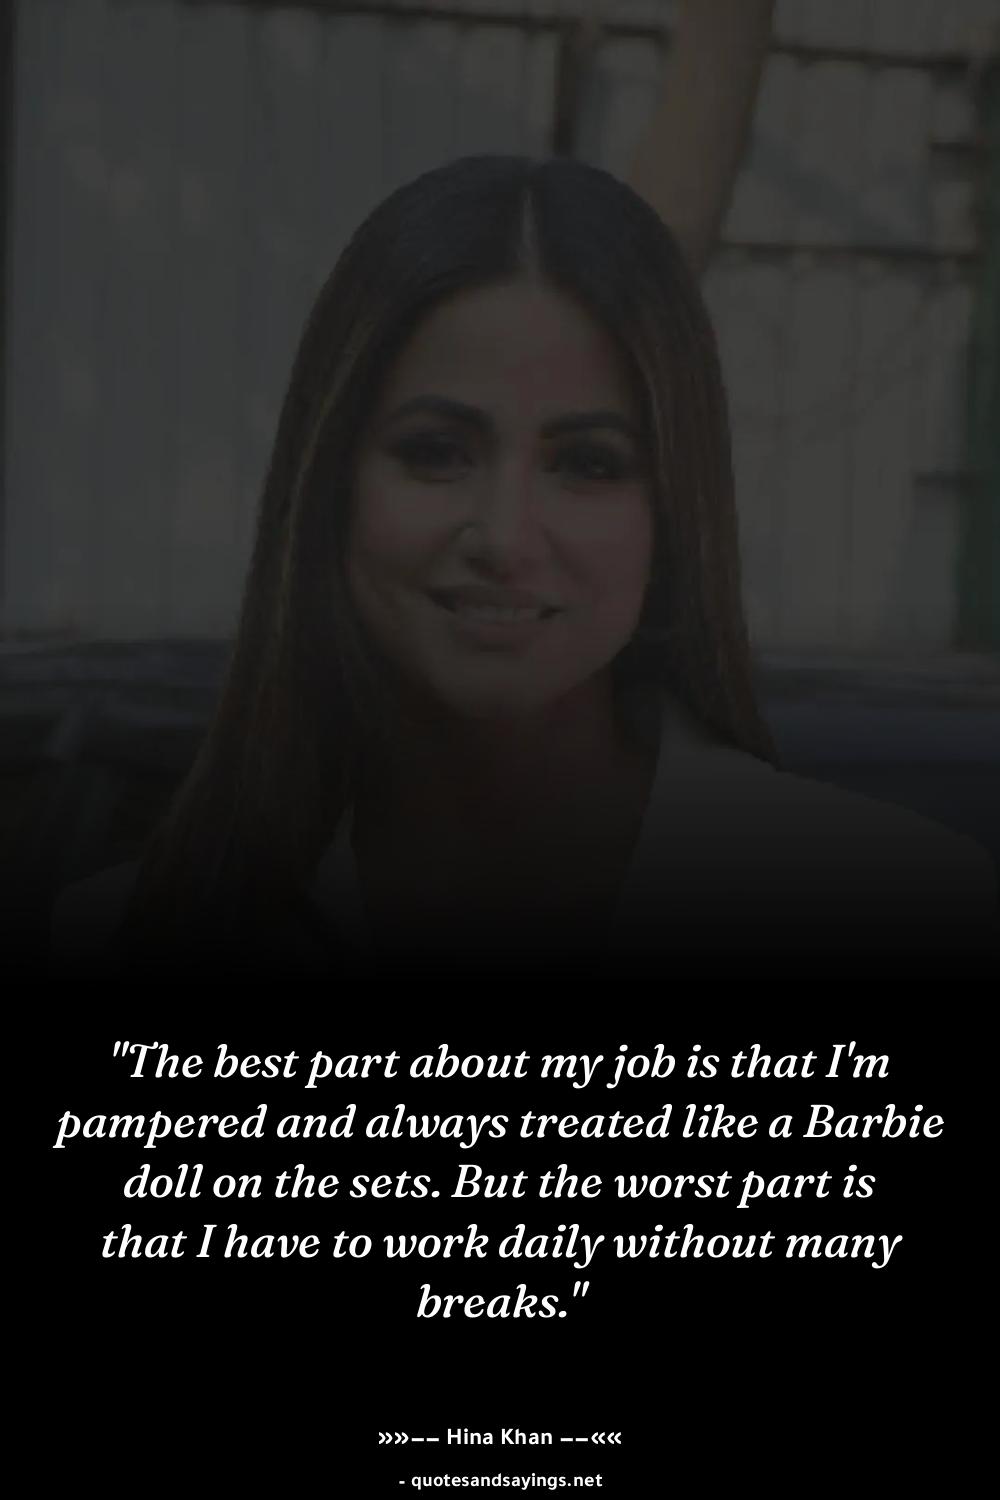 "The best part about my job is that I'm
pampered and always treated like a Barbie
doll on the sets. But the worst part is
that I have to work daily without many
breaks."
»»−− Hina Khan −−««
- quotesandsayings.net